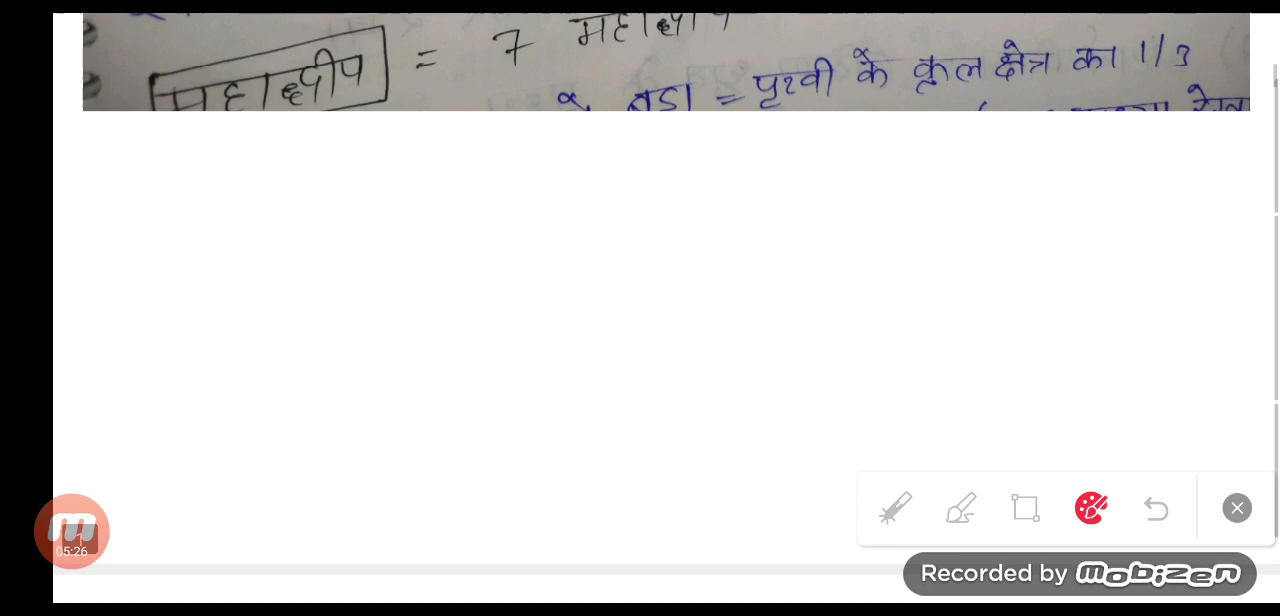 महाद्वीप = 7 महाद्वीप
बड़ा = पृथ्वी के कुल क्षेत्र का 1/3
05:26
Recorded by mobizen